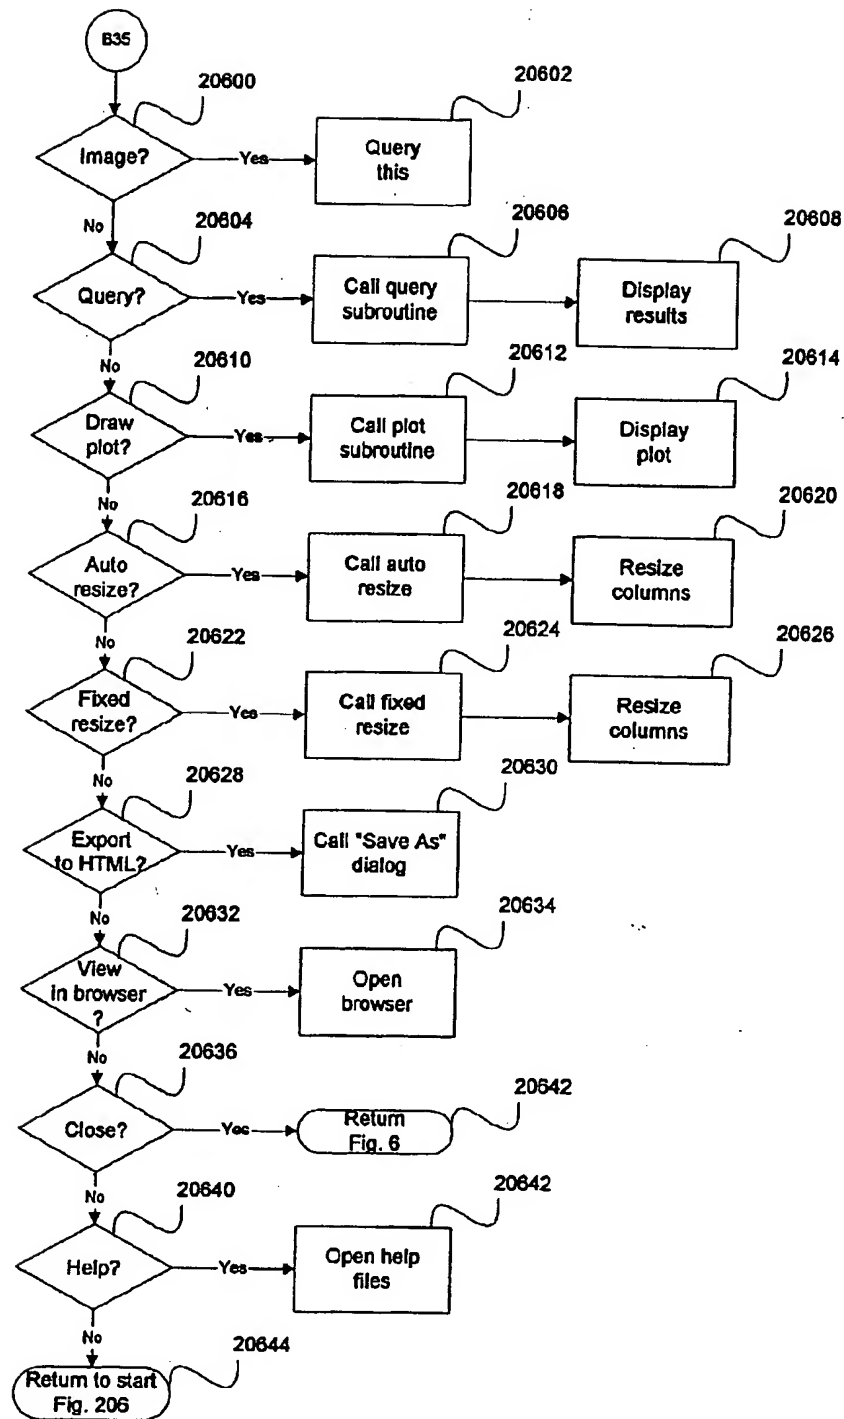 B35
20600
20602
Image?
Yes
Query
this
No
20604
20606
20608
Query?
Yes
Call query
subroutine
Display
results
No
20610
20612
20614
Draw
plot?
Yes
Call plot
subroutine
Display
plot
No
20616
20618
20620
Auto
resize?
Yes
Call auto
resize
Resize
columns
No
20622
20624
20626
Fixed
resize?
Yes
Call fixed
resize
Resize
columns
No
20628
20630
Export
to HTML?
Yes
Call "Save As"
dialog
No
20632
20634
View
in browser
?
Yes
Open
browser
No
20636
20642
Close?
Yes
Return
Fig. 6
No
20640
20642
Help?
Yes
Open help
files
No
20644
Return to start
Fig. 206